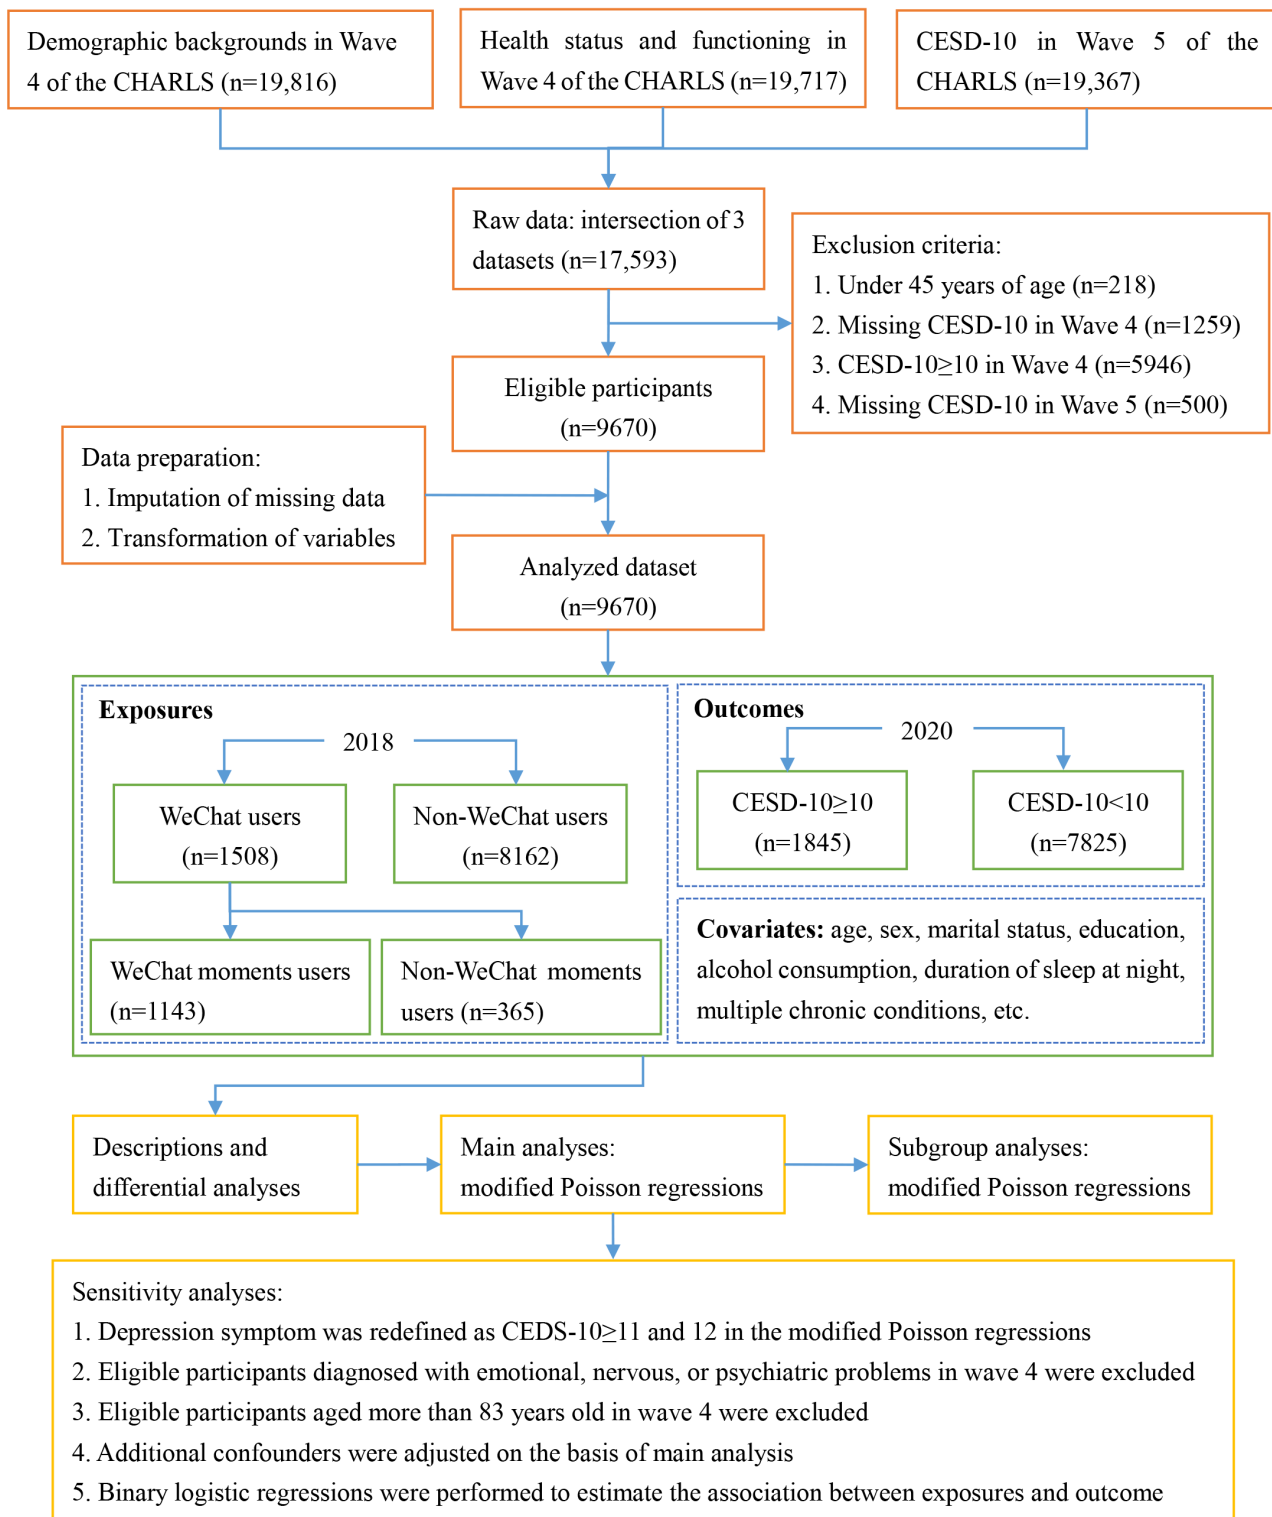 Demographic backgrounds in Wave
4 of the CHARLS (n=19,816)
Health status and functioning in
Wave 4 of the CHARLS (n=19,717)
CESD-10 in Wave 5 of the
CHARLS (n=19,367)
Raw data: intersection of 3
datasets (n=17,593)
Exclusion criteria:
1. Under 45 years of age (n=218)
2. Missing CESD-10 in Wave 4 (n=1259)
3. CESD-10≥10 in Wave 4 (n=5946)
4. Missing CESD-10 in Wave 5 (n=500)
Eligible participants
(n=9670)
Data preparation:
1. Imputation of missing data
2. Transformation of variables
Analyzed dataset
(n=9670)
Exposures
2018
WeChat users
(n=1508)
Non-WeChat users
(n=8162)
WeChat moments users
(n=1143)
Non-WeChat moments
users (n=365)
Outcomes
2020
CESD-10≥10
(n=1845)
CESD-10<10
(n=7825)
Covariates: age, sex, marital status, education,
alcohol consumption, duration of sleep at night,
multiple chronic conditions, etc.
Descriptions and
differential analyses
Main analyses:
modified Poisson regressions
Subgroup analyses:
modified Poisson regressions
Sensitivity analyses:
1. Depression symptom was redefined as CEDS-10≥11 and 12 in the modified Poisson regressions
2. Eligible participants diagnosed with emotional, nervous, or psychiatric problems in wave 4 were excluded
3. Eligible participants aged more than 83 years old in wave 4 were excluded
4. Additional confounders were adjusted on the basis of main analysis
5. Binary logistic regressions were performed to estimate the association between exposures and outcome